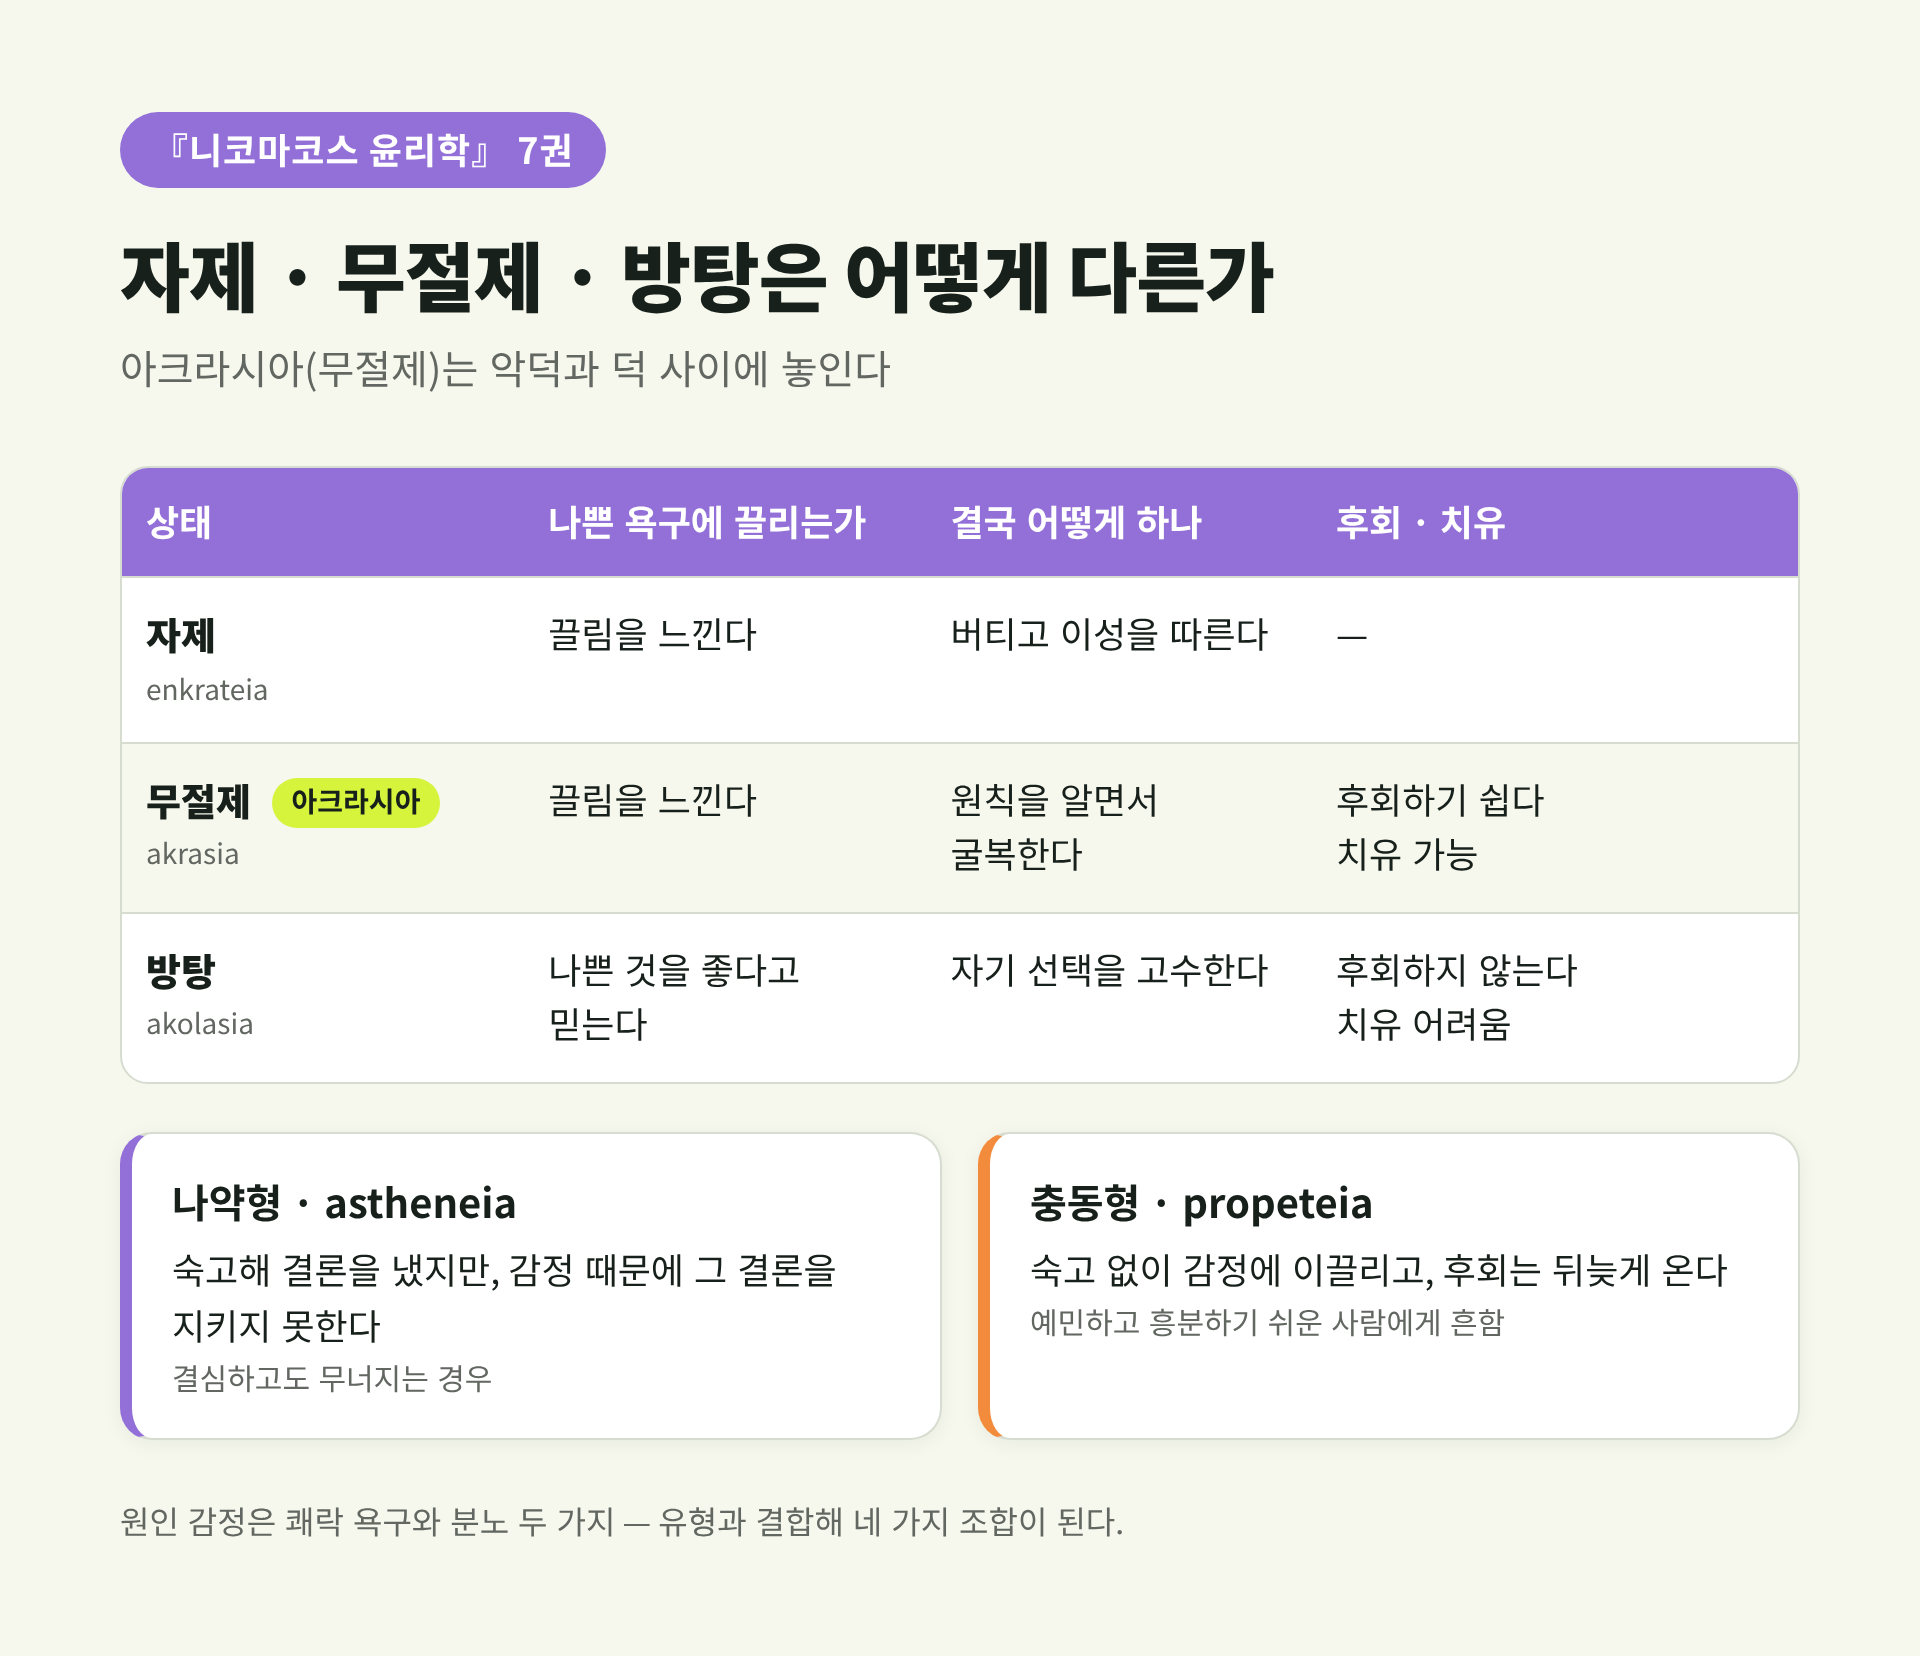 『니코마코스 윤리학』 7권
자제 · 무절제 · 방탕은 어떻게 다른가
아크라시아(무절제)는 악덕과 덕 사이에 놓인다
상태 나쁜 욕구에 끌리는가 결국 어떻게 하나 후회 · 치유
자제 끌림을 느낀다 버티고 이성을 따른다 —
enkrateia
무절제 아크라시아 끌림을 느낀다 원칙을 알면서 후회하기 쉽다
akrasia 굴복한다 치유 가능
방탕 나쁜 것을 좋다고 자기 선택을 고수한다 후회하지 않는다
akolasia 믿는다 치유 어려움
나약형 · astheneia
숙고해 결론을 냈지만, 감정 때문에 그 결론을
지키지 못한다
결심하고도 무너지는 경우
충동형 · propeteia
숙고 없이 감정에 이끌리고, 후회는 뒤늦게 온다
예민하고 흥분하기 쉬운 사람에게 흔함
원인 감정은 쾌락 욕구와 분노 두 가지 — 유형과 결합해 네 가지 조합이 된다.